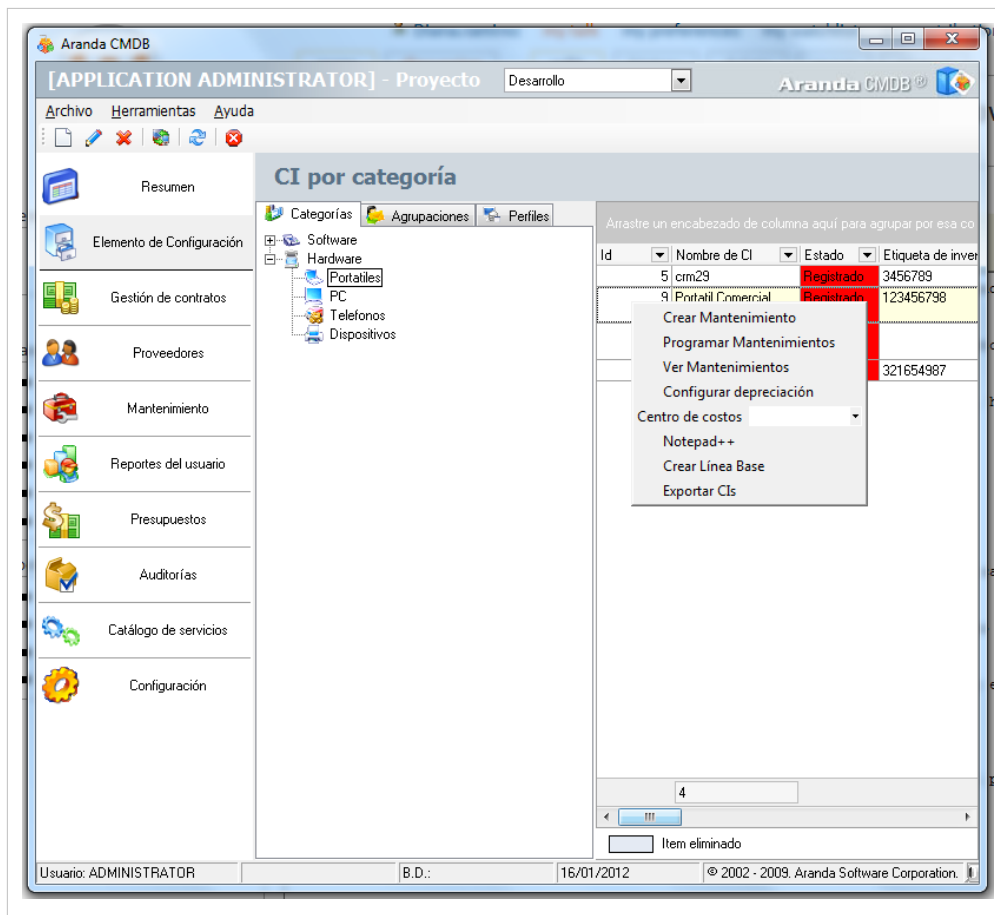 Aranda CMDB
[APPLICATION ADMINISTRATOR] - Proyecto Desarrollo Aranda CMDB®
Archivo Herramientas Ayuda
Resumen
Elemento de Configuración
Gestión de contratos
Proveedores
Mantenimiento
Reportes del usuario
Presupuestos
Auditorías
Catálogo de servicios
Configuración
CI por categoría
Categorías Agrupaciones Perfiles
Software
Hardware
Portatiles
PC
Telefonos
Dispositivos
Arrastre un encabezado de columna aquí para agrupar por esa co
Id Nombre de CI Estado Etiqueta de inver
5 crm29 Registrado 3456789
9 Portatil Comercial Registrado 123456798
321654987
Crear Mantenimiento
Programar Mantenimientos
Ver Mantenimientos
Configurar depreciación
Centro de costos
Notepad++
Crear Línea Base
Exportar CIs
4
Item eliminado
Usuario: ADMINISTRATOR B.D.: 16/01/2012 © 2002 - 2009. Aranda Software Corporation.